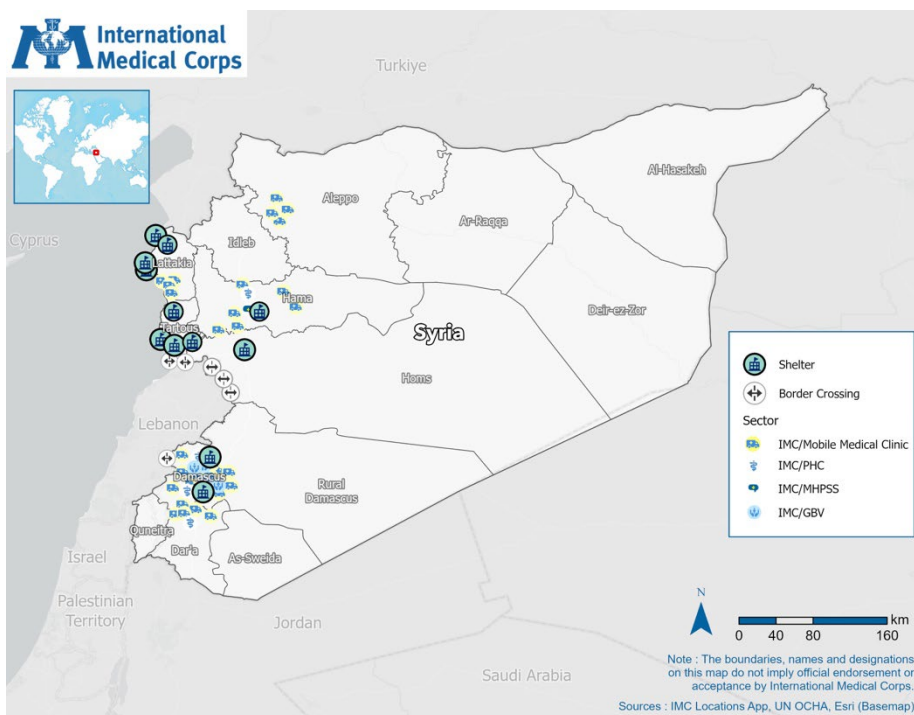 International
Medical Corps
Turkiye
Cyprus
Aleppo
Al-Hasakeh
Ar-Raqqa
Idleb
Lattakia
Hama
Deir-ez-Zor
Tartous
Syria
Homs
Lebanon
Damascus
Rural
Damascus
Quneitra
Dar'a
As-Sweida
Israel
Palestinian
Territory
Jordan
Saudi Arabia
Shelter
Border Crossing
Sector
IMC/Mobile Medical Clinic
IMC/PHC
IMC/MHPSS
IMC/GBV
N
km
0 40 80 160
Note : The boundaries, names and designations
on this map do not imply official endorsement or
acceptance by International Medical Corps.
Sources : IMC Locations App, UN OCHA, Esri (Basemap)